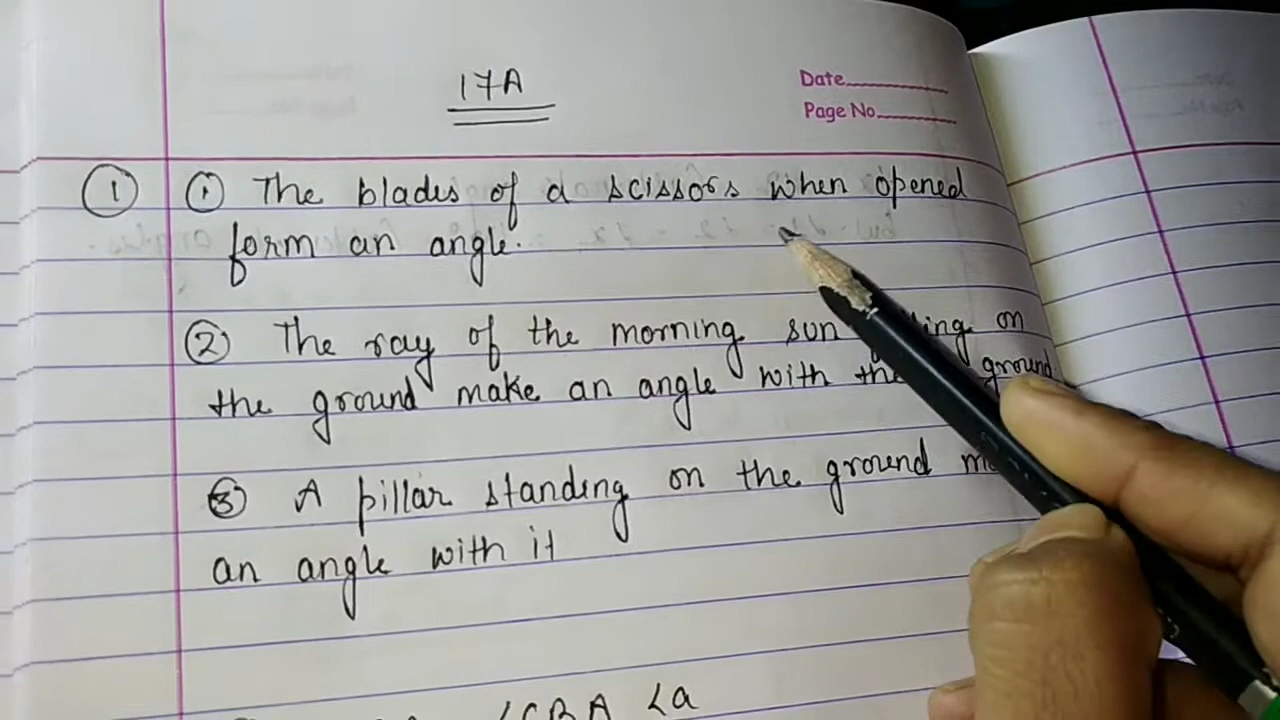 17A
Date
Page No.
① ① The blades of a scissors when opened
form an angle.
② The ray of the morning sun on
the ground make an angle with the ground
③ A pillar standing on the ground
an angle with it
∠CBA ∠a